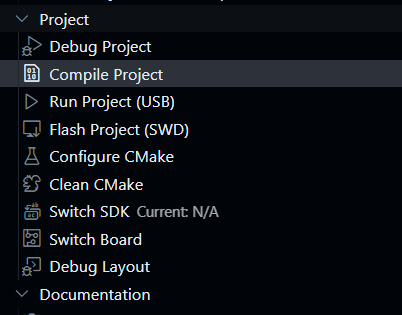 Project
Debug Project
Compile Project
Run Project (USB)
Flash Project (SWD)
Configure CMake
Clean CMake
Switch SDK Current: N/A
Switch Board
Debug Layout
Documentation